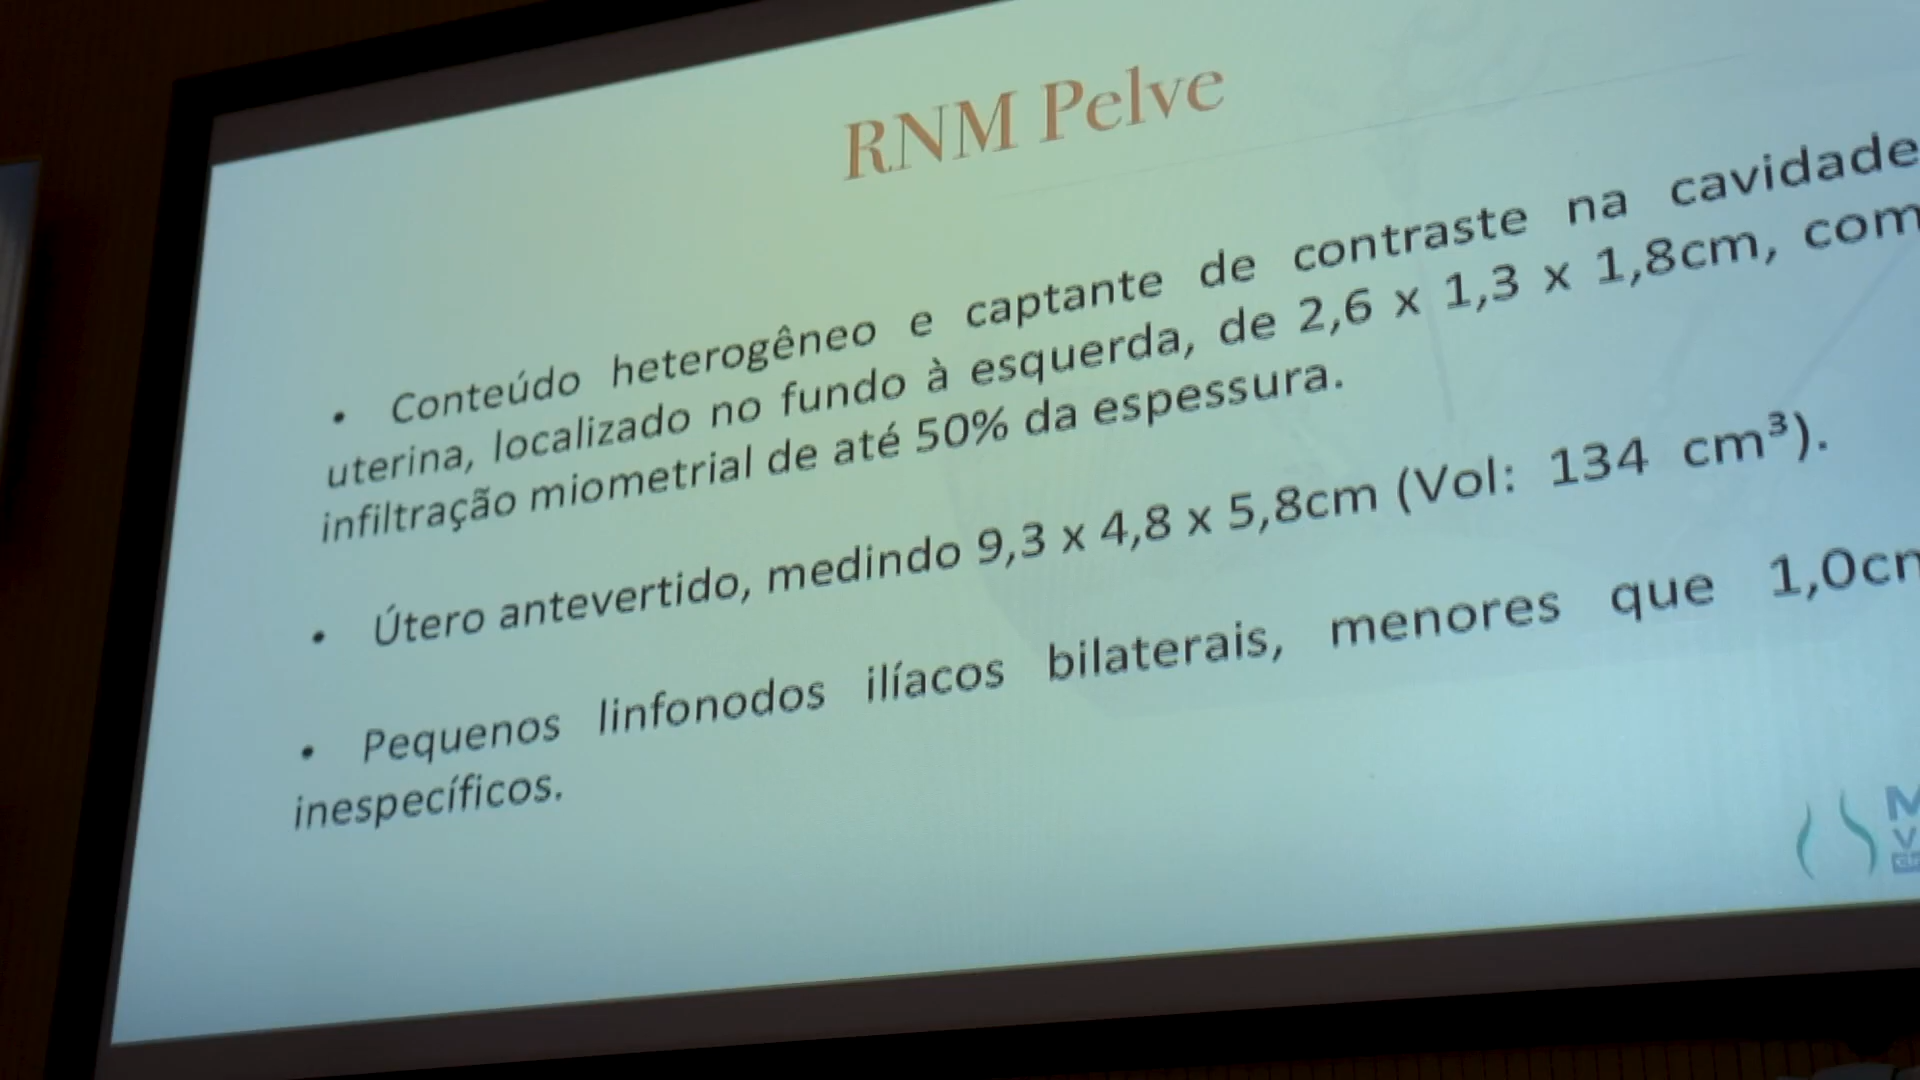 RNM Pelve
• Conteúdo heterogêneo e captante de contraste na cavidade
uterina, localizado no fundo à esquerda, de 2,6 x 1,3 x 1,8cm, com
infiltração miometrial de até 50% da espessura.
• Útero antevertido, medindo 9,3 x 4,8 x 5,8cm (Vol: 134 cm³).
• Pequenos linfonodos ilíacos bilaterais, menores que
inespecíficos.